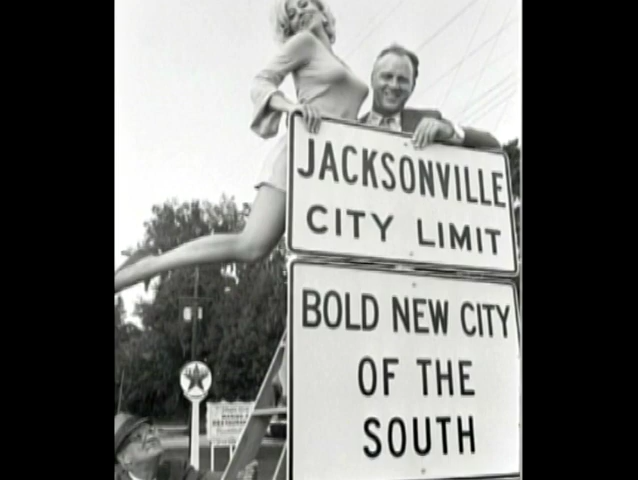 JACKSONVILLE
CITY LIMIT
BOLD NEW CITY
OF THE
SOUTH